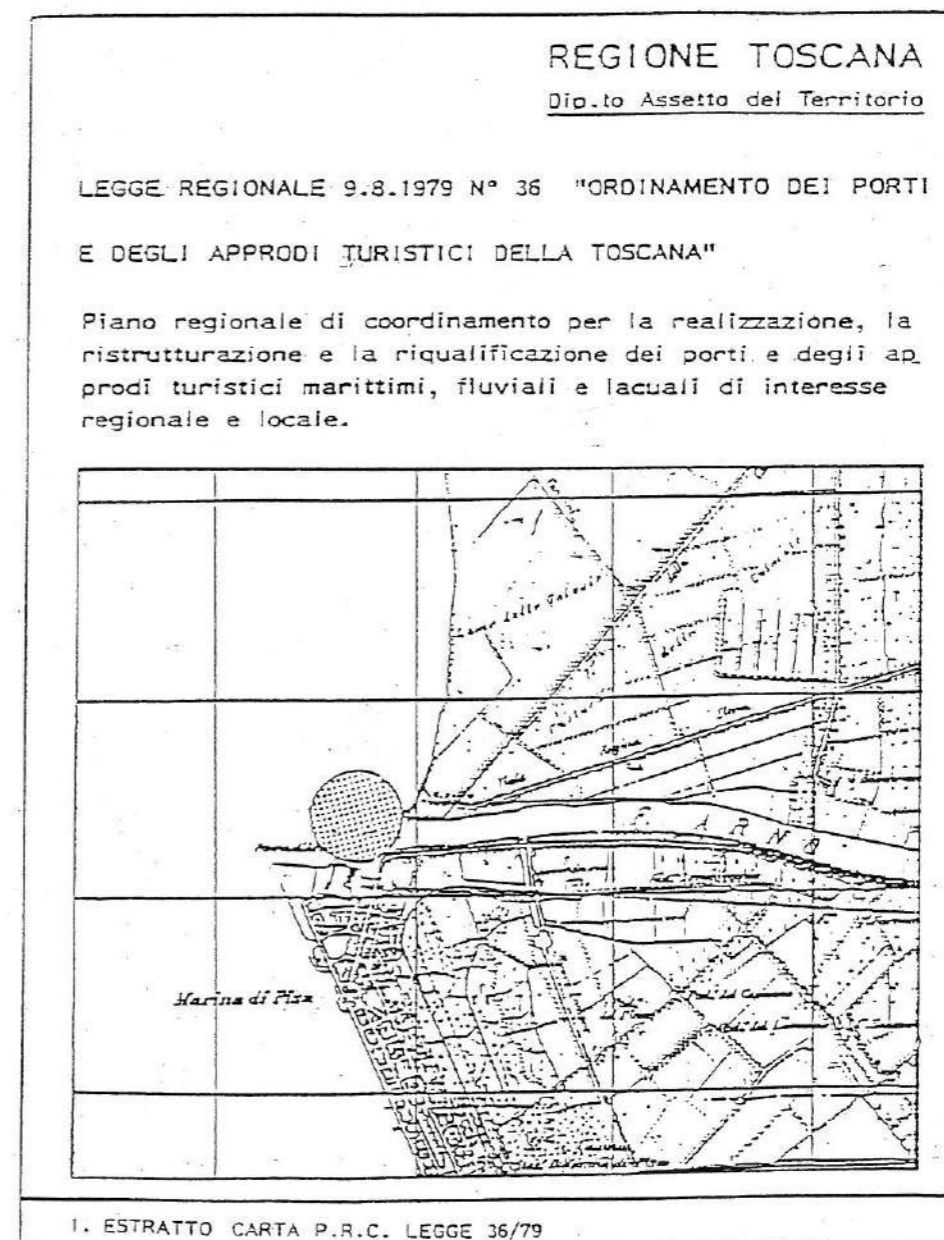 REGIONE TOSCANA
Dip.to Assetto del Territorio
LEGGE REGIONALE 9.8.1979 N° 36 "ORDINAMENTO DEI PORTI
E DEGLI APPRODI TURISTICI DELLA TOSCANA"
Piano regionale di coordinamento per la realizzazione, la
ristrutturazione e la riqualificazione dei porti e degli ap
prodi turistici marittimi, fluviali e lacuali di interesse
regionale e locale.
F. ARNO
Marina di Pisa
1. ESTRATTO CARTA P.R.C. LEGGE 36/79